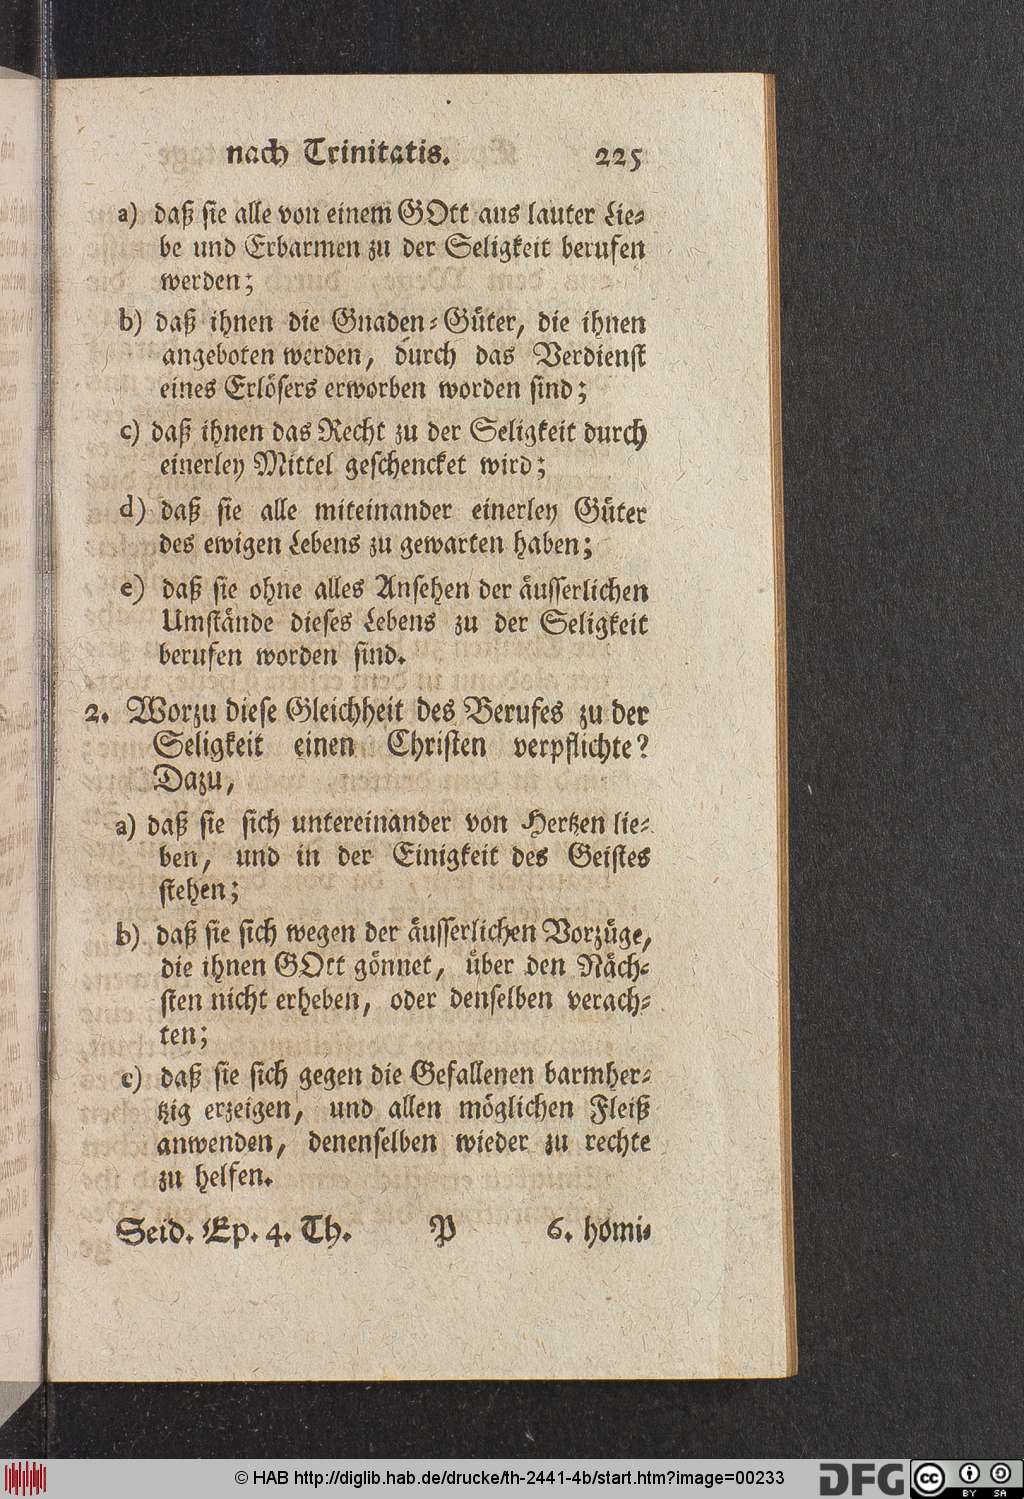 nach Trinitatis. 225
a) daß sie alle von einem GOtt aus lauter Lie-
be und Erbarmen zu der Seligkeit berufen
werden;
b) daß ihnen die Gnaden-Güter, die ihnen
angeboten werden, durch das Verdienst
eines Erlösers erworben worden sind;
c) daß ihnen das Recht zu der Seligkeit durch
einerley Mittel geschencket wird;
d) daß sie alle miteinander einerley Güter
des ewigen Lebens zu gewarten haben;
e) daß sie ohne alles Ansehen der äusserlichen
Umstände dieses Lebens zu der Seligkeit
berufen worden sind.
2. Worzu diese Gleichheit des Berufes zu der
Seligkeit einen Christen verpflichte?
Dazu,
a) daß sie sich untereinander von Hertzen lie-
ben, und in der Einigkeit des Geistes
stehen;
b) daß sie sich wegen der äusserlichen Vorzüge,
die ihnen GOtt gönnet, über den Näch-
sten nicht erheben, oder denselben verach-
ten;
c) daß sie sich gegen die Gefallenen barmher-
tzig erzeigen, und allen möglichen Fleiß
anwenden, denenselben wieder zu rechte
zu helfen.
Seid. Ep. 4. Th. P 6. homi-
© HAB http://diglib.hab.de/drucke/th-2441-4b/start.htm?image=00233 DFG cc BY SA